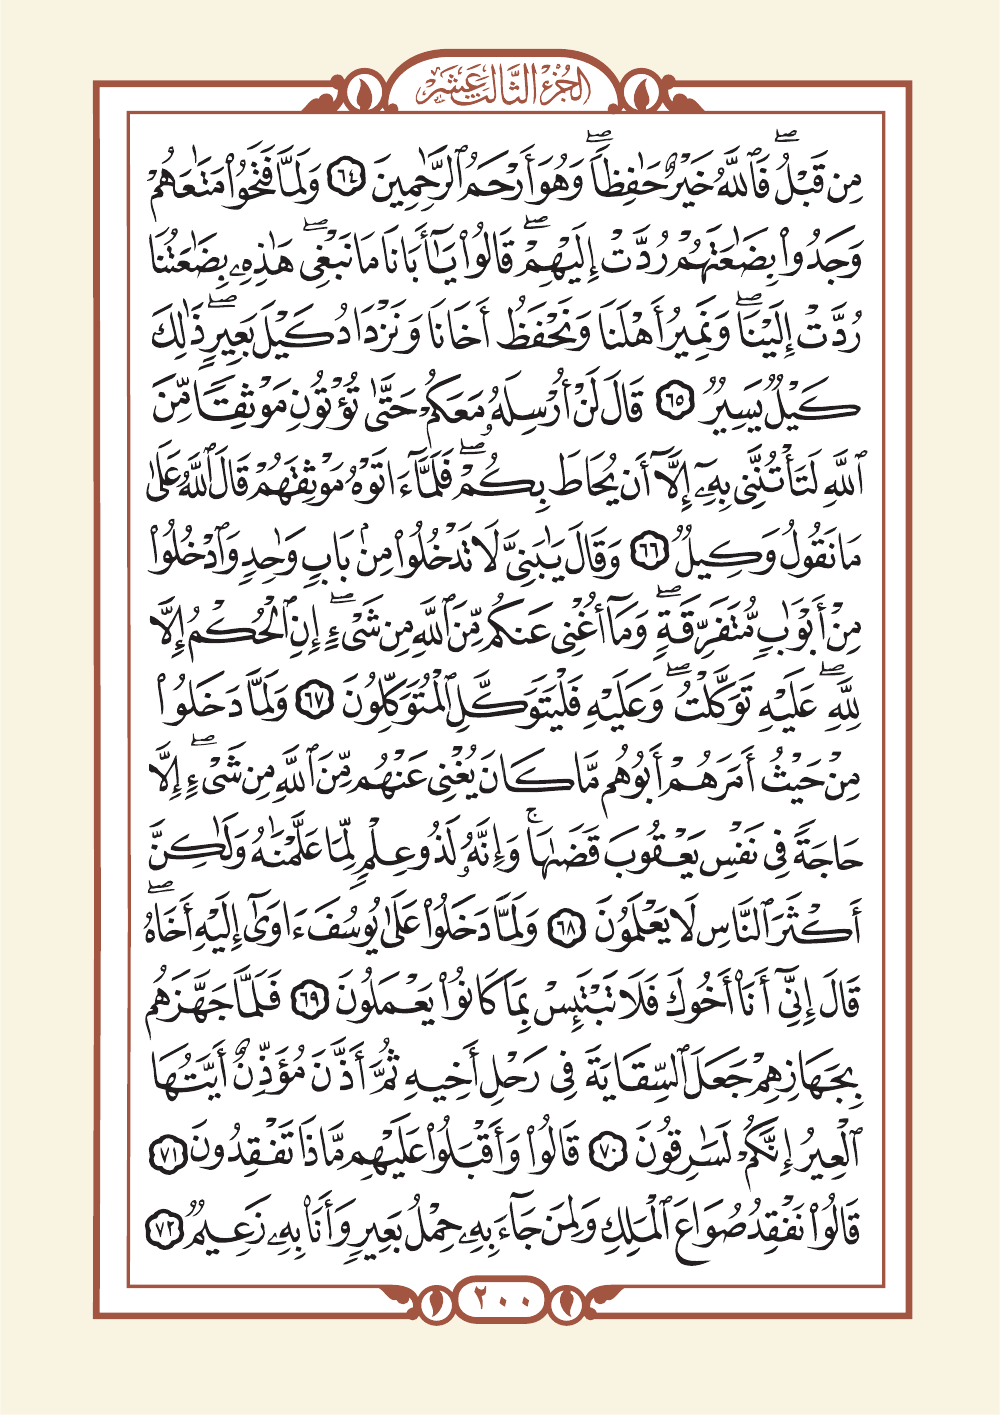 الجزء الثالث عشر
مِن قَبْلُۖ فَٱللَّهُ خَيْرٌ حَٰفِظٗاۖ وَهُوَ أَرْحَمُ ٱلرَّٰحِمِينَ ٦٤ وَلَمَّا فَتَحُواْ مَتَٰعَهُمْ
وَجَدُواْ بِضَٰعَتَهُمْ رُدَّتْ إِلَيْهِمْۖ قَالُواْ يَٰٓأَبَانَا مَا نَبْغِيۖ هَٰذِهِۦ بِضَٰعَتُنَا
رُدَّتْ إِلَيْنَاۖ وَنَمِيرُ أَهْلَنَا وَنَحْفَظُ أَخَانَا وَنَزْدَادُ كَيْلَ بَعِيرٖۖ ذَٰلِكَ
كَيْلٞ يَسِيرٞ ٦٥ قَالَ لَنْ أُرْسِلَهُۥ مَعَكُمْ حَتَّىٰ تُؤْتُونِ مَوْثِقٗا مِّنَ
ٱللَّهِ لَتَأْتُنَّنِي بِهِۦٓ إِلَّآ أَن يُحَاطَ بِكُمْۖ فَلَمَّآ ءَاتَوْهُ مَوْثِقَهُمْ قَالَ ٱللَّهُ عَلَىٰ
مَا نَقُولُ وَكِيلٞ ٦٦ وَقَالَ يَٰبَنِيَّ لَا تَدْخُلُواْ مِنۢ بَابٖ وَٰحِدٖ وَٱدْخُلُواْ
مِنْ أَبْوَٰبٖ مُّتَفَرِّقَةٖۖ وَمَآ أُغْنِي عَنكُم مِّنَ ٱللَّهِ مِن شَيْءٍۖ إِنِ ٱلْحُكْمُ إِلَّا
لِلَّهِۖ عَلَيْهِ تَوَكَّلْتُۖ وَعَلَيْهِ فَلْيَتَوَكَّلِ ٱلْمُتَوَكِّلُونَ ٦٧ وَلَمَّا دَخَلُواْ
مِنْ حَيْثُ أَمَرَهُمْ أَبُوهُم مَّا كَانَ يُغْنِي عَنْهُم مِّنَ ٱللَّهِ مِن شَيْءٍۖ إِلَّا
حَاجَةٗ فِي نَفْسِ يَعْقُوبَ قَضَىٰهَاۚ وَإِنَّهُۥ لَذُو عِلْمٖ لِّمَا عَلَّمْنَٰهُ وَلَٰكِنَّ
أَكْثَرَ ٱلنَّاسِ لَا يَعْلَمُونَ ٦٨ وَلَمَّا دَخَلُواْ عَلَىٰ يُوسُفَ ءَاوَىٰٓ إِلَيْهِ أَخَاهُۖ
قَالَ إِنِّيٓ أَنَا۠ أَخُوكَ فَلَا تَبْتَئِسْ بِمَا كَانُواْ يَعْمَلُونَ ٦٩ فَلَمَّا جَهَّزَهُم
بِجَهَازِهِمْ جَعَلَ ٱلسِّقَايَةَ فِي رَحْلِ أَخِيهِ ثُمَّ أَذَّنَ مُؤَذِّنٌ أَيَّتُهَا
ٱلْعِيرُ إِنَّكُمْ لَسَٰرِقُونَ ٧٠ قَالُواْ وَأَقْبَلُواْ عَلَيْهِم مَّاذَا تَفْقِدُونَ ٧١
قَالُواْ نَفْقِدُ صُوَاعَ ٱلْمَلِكِ وَلِمَن جَآءَ بِهِۦ حِمْلُ بَعِيرٖ وَأَنَا۠ بِهِۦ زَعِيمٞ ٧٢
٢٠٠